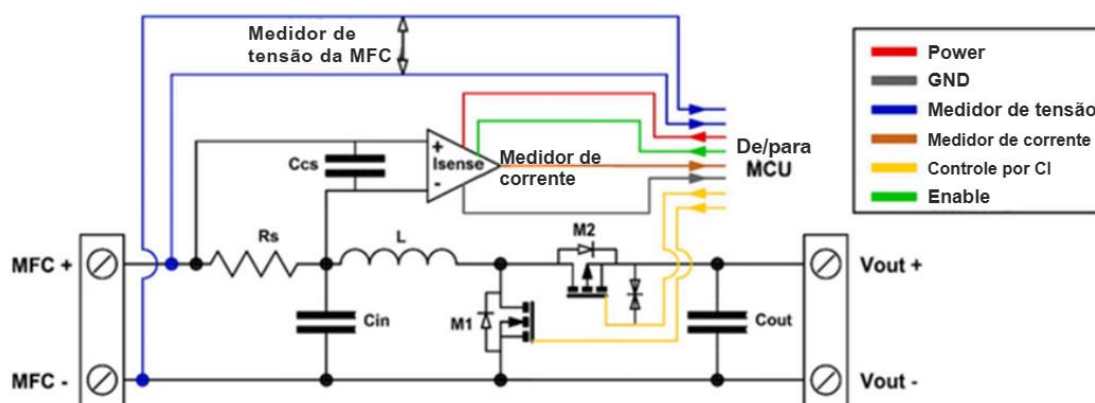 Medidor de
tensão da MFC
Power
GND
Medidor de tensão
Medidor de corrente
Controle por CI
Enable
Ccs
+
Isense
-
Medidor de
corrente
De/para
MCU
MFC +
Rs
L
M2
Vout +
Cin
M1
Cout
MFC -
Vout -